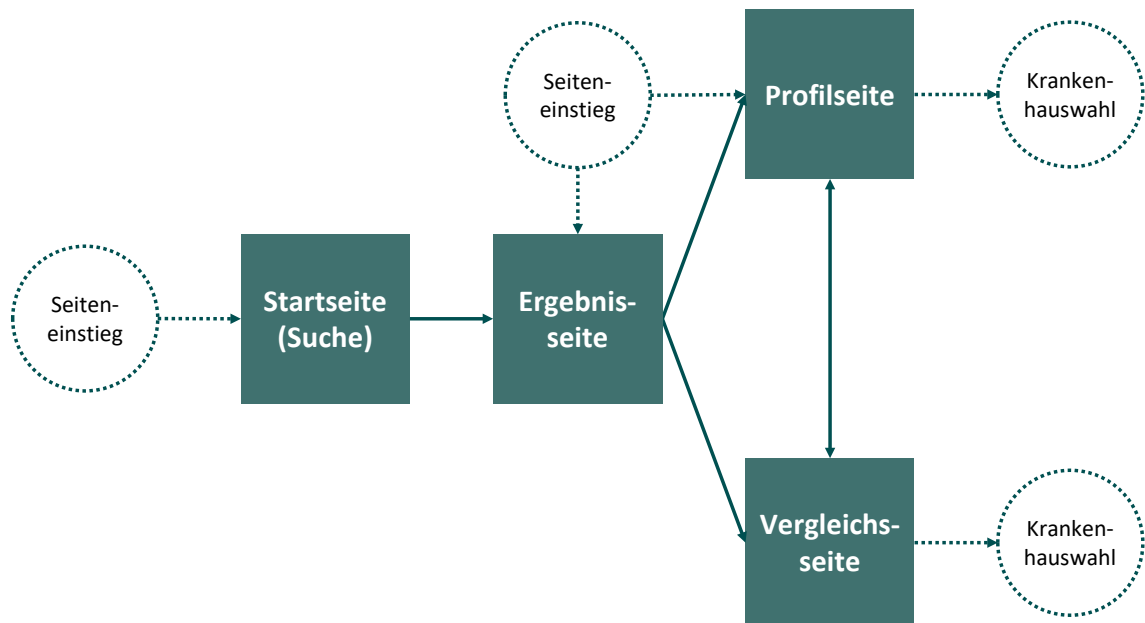 Seiten-
einstieg
Profilseite
Kranken-
hauswahl
Seiten-
einstieg
Startseite
(Suche)
Ergebnis-
seite
Vergleichs-
seite
Kranken-
hauswahl